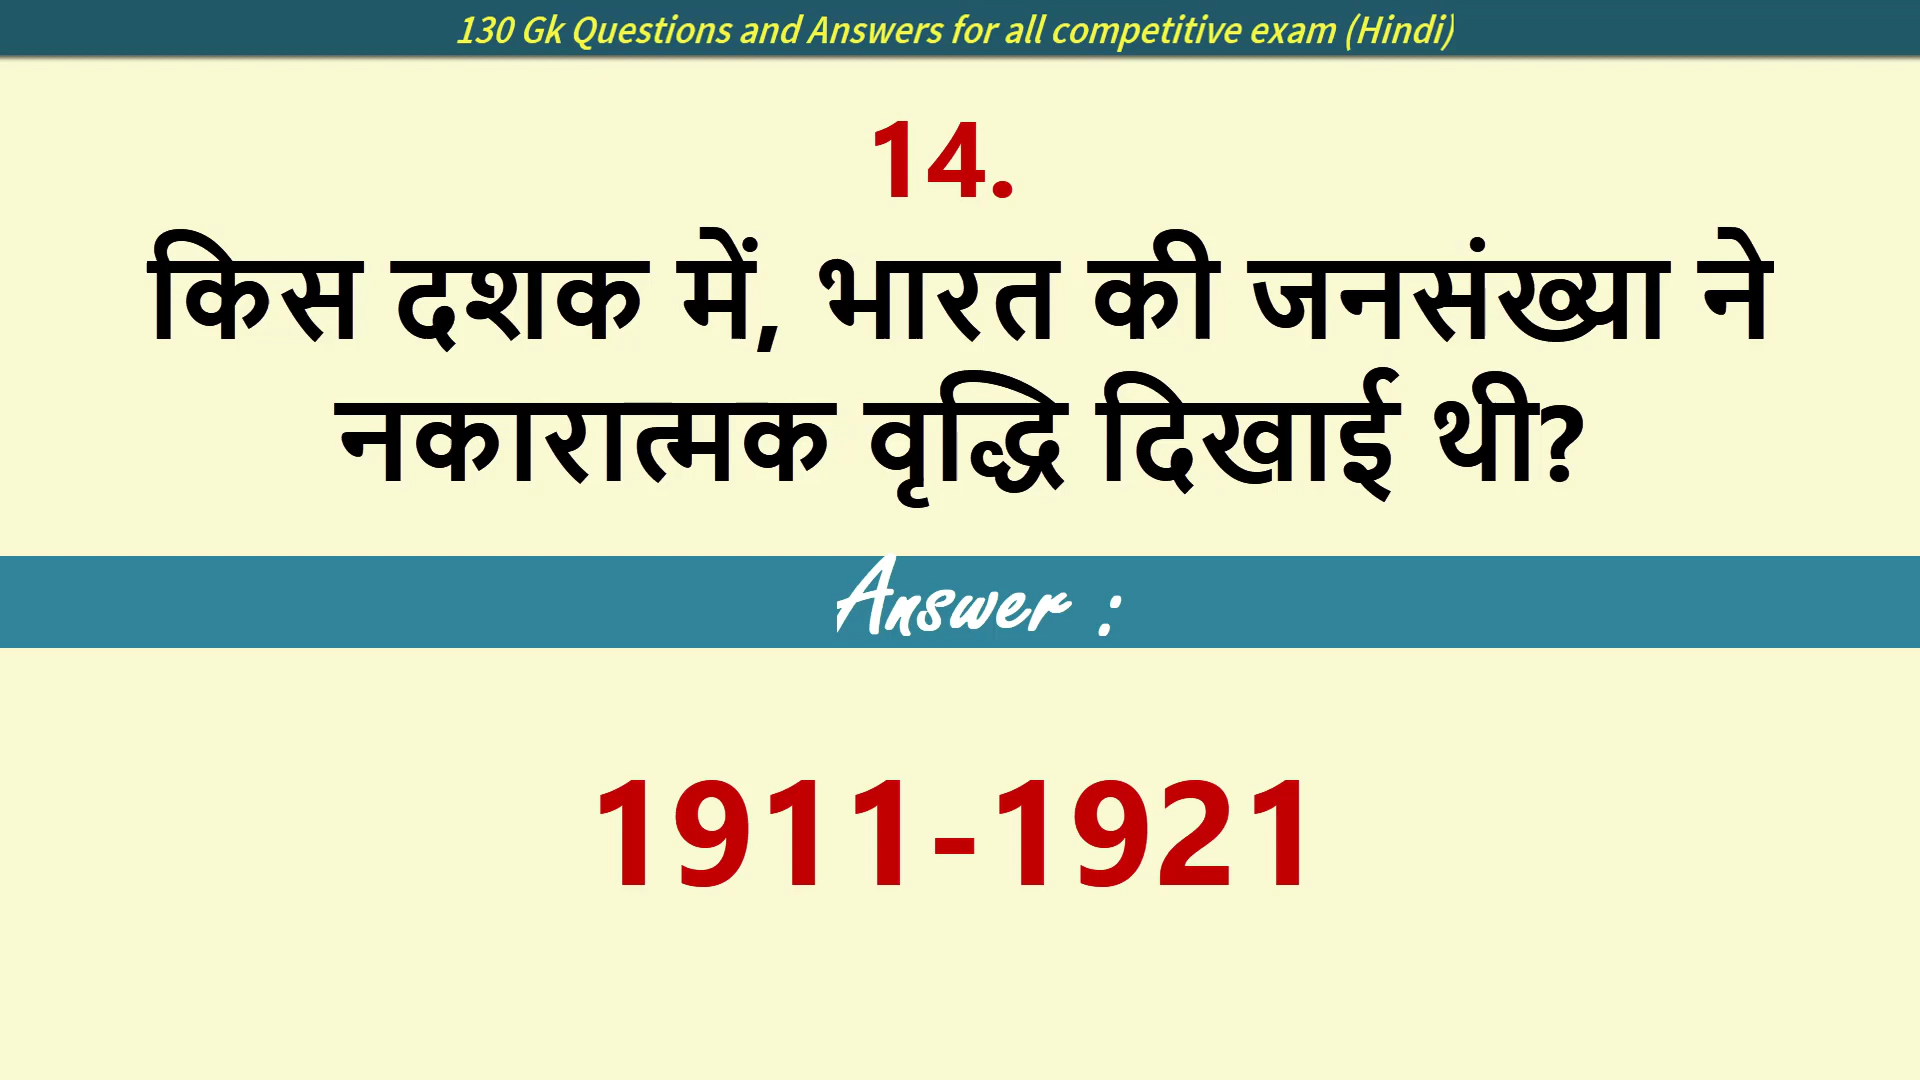 130 Gk Questions and Answers for all competitive exam (Hindi)
14.
किस दशक में, भारत की जनसंख्या ने
नकारात्मक वृद्धि दिखाई थी?
Answer :
1911-1921